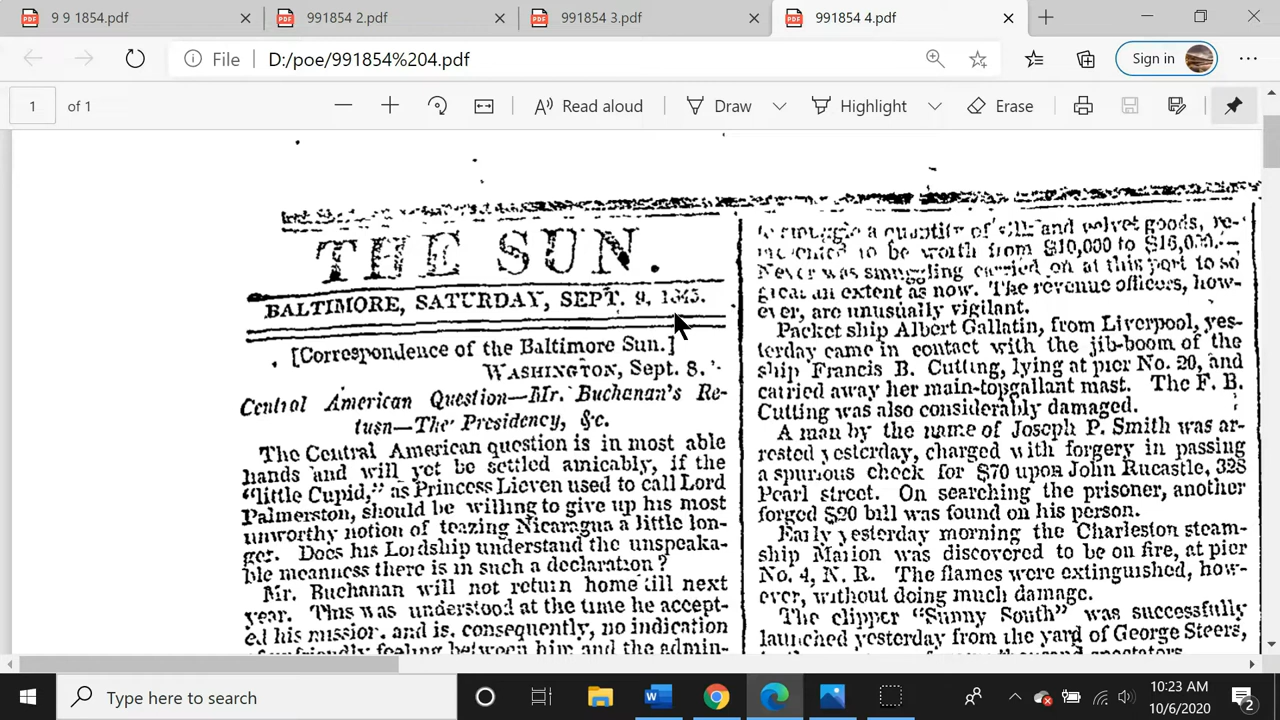 9 9 1854.pdf
991854 2.pdf
991854 3.pdf
991854 4.pdf
File D:/poe/991854%204.pdf
Sign in
1 of 1
Read aloud
Draw
Highlight
Erase
THE SUN.
BALTIMORE, SATURDAY, SEPT. 9,
[Correspondence of the Baltimore Sun.]
WASHINGTON, Sept. 8.
Central American Question—Mr. Buchanan's Re-
turn—The Presidency, &c.
The Central American question is in most able
hands and will yet be settled amicably, if the
"little Cupid," as Princess Lieven used to call Lord
Palmerston, should be willing to give up his most
unworthy notion of teazing Nicaragua a little lon-
ger. Does his Lordship understand the unspeaka-
ble meanness there is in such a declaration?
Mr. Buchanan will not return home till next
year. This was understood at the time he accept-
ed his mission, and is, consequently, no indication
feeling between him and the admin-
to smuggle a quantity of silk and velvet goods, re-
to be worth from $10,000 to
Never was smuggling carried on at this port to so
great an extent as now. The revenue officers, how-
ever, are unusually vigilant.
Packet ship Albert Gallatin, from Liverpool, yes-
terday came in contact with the jib-boom of the
ship Francis B. Cutting, lying at pier No. 20, and
carried away her main-topgallant mast. The F. B.
Cutting was also considerably damaged.
A man by the name of Joseph P. Smith was ar-
rested yesterday, charged with forgery in passing
a spurious check for $70 upon John Rucastle, 328
Pearl street. On searching the prisoner, another
forged $20 bill was found on his person.
Early yesterday morning the Charleston steam-
ship Marion was discovered to be on fire, at pier
No. 4, N. R. The flames were extinguished, how-
ever, without doing much damage.
The clipper "Sunny South" was successfully
launched yesterday from the yard of George Steers,
Type here to search
10:23 AM
10/6/2020
2